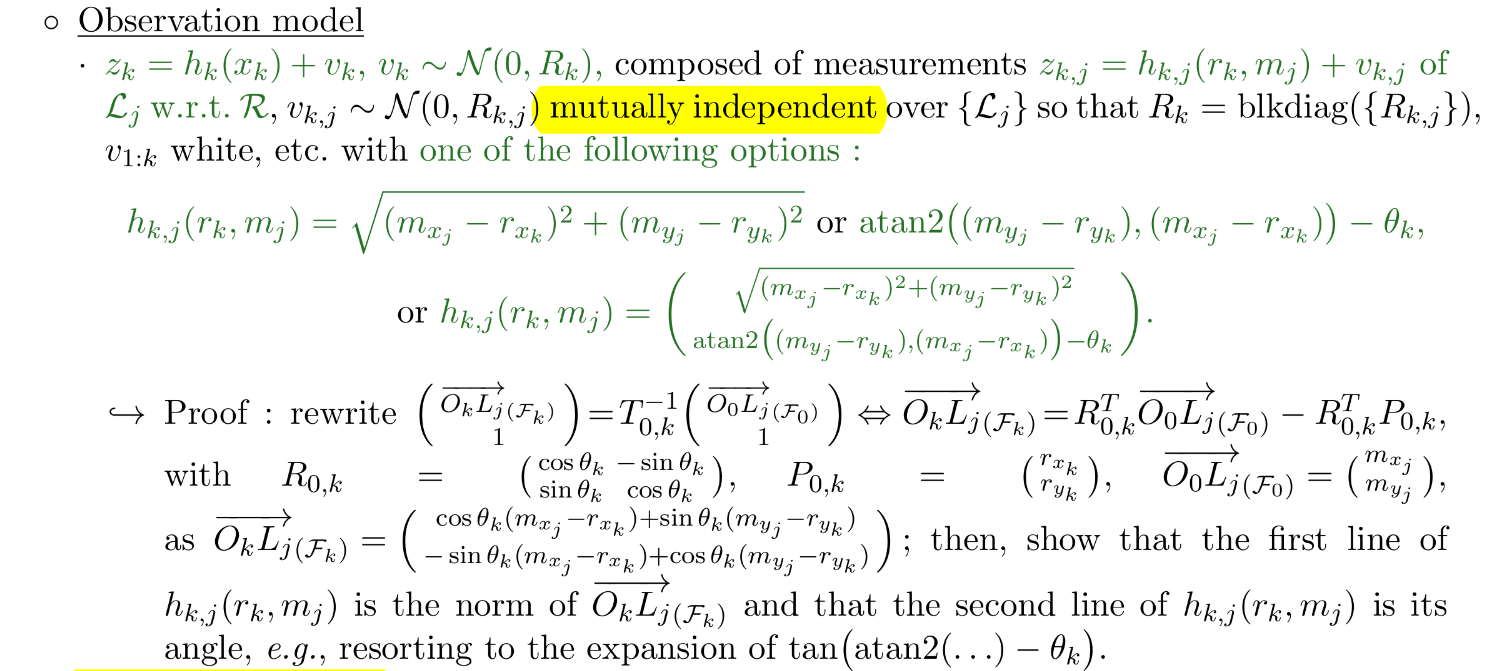 ◦ Observation model
· $z_k = h_k(x_k) + v_k$, $v_k \sim \mathcal{N}(0, R_k)$, composed of measurements $z_{k,j} = h_{k,j}(r_k, m_j) + v_{k,j}$ of
$\mathcal{L}_j$ w.r.t. $\mathcal{R}$, $v_{k,j} \sim \mathcal{N}(0, R_{k,j})$ mutually independent over $\{\mathcal{L}_j\}$ so that $R_k = \text{blkdiag}(\{R_{k,j}\})$,
$v_{1:k}$ white, etc. with one of the following options :
$h_{k,j}(r_k, m_j) = \sqrt{(m_{x_j} - r_{x_k})^2 + (m_{y_j} - r_{y_k})^2}$ or $\text{atan2}\big((m_{y_j} - r_{y_k}), (m_{x_j} - r_{x_k})\big) - \theta_k$,
or $h_{k,j}(r_k, m_j) = \begin{pmatrix} \sqrt{(m_{x_j} - r_{x_k})^2 + (m_{y_j} - r_{y_k})^2} \\ \text{atan2}\big((m_{y_j} - r_{y_k}), (m_{x_j} - r_{x_k})\big) - \theta_k \end{pmatrix}$.
↪ Proof : rewrite $\begin{pmatrix} \overrightarrow{O_k L_j}_{(\mathcal{F}_k)} \\ 1 \end{pmatrix} = T_{0,k}^{-1} \begin{pmatrix} \overrightarrow{O_0 L_j}_{(\mathcal{F}_0)} \\ 1 \end{pmatrix} \Leftrightarrow \overrightarrow{O_k L_j}_{(\mathcal{F}_k)} = R_{0,k}^T \overrightarrow{O_0 L_j}_{(\mathcal{F}_0)} - R_{0,k}^T P_{0,k}$,
with $R_{0,k} = \begin{pmatrix} \cos\theta_k & -\sin\theta_k \\ \sin\theta_k & \cos\theta_k \end{pmatrix}$, $P_{0,k} = \begin{pmatrix} r_{x_k} \\ r_{y_k} \end{pmatrix}$, $\overrightarrow{O_0 L_j}_{(\mathcal{F}_0)} = \begin{pmatrix} m_{x_j} \\ m_{y_j} \end{pmatrix}$,
as $\overrightarrow{O_k L_j}_{(\mathcal{F}_k)} = \begin{pmatrix} \cos\theta_k(m_{x_j} - r_{x_k}) + \sin\theta_k(m_{y_j} - r_{y_k}) \\ -\sin\theta_k(m_{x_j} - r_{x_k}) + \cos\theta_k(m_{y_j} - r_{y_k}) \end{pmatrix}$ ; then, show that the first line of
$h_{k,j}(r_k, m_j)$ is the norm of $\overrightarrow{O_k L_j}_{(\mathcal{F}_k)}$ and that the second line of $h_{k,j}(r_k, m_j)$ is its
angle, e.g., resorting to the expansion of $\tan\big(\text{atan2}(\ldots) - \theta_k\big)$.